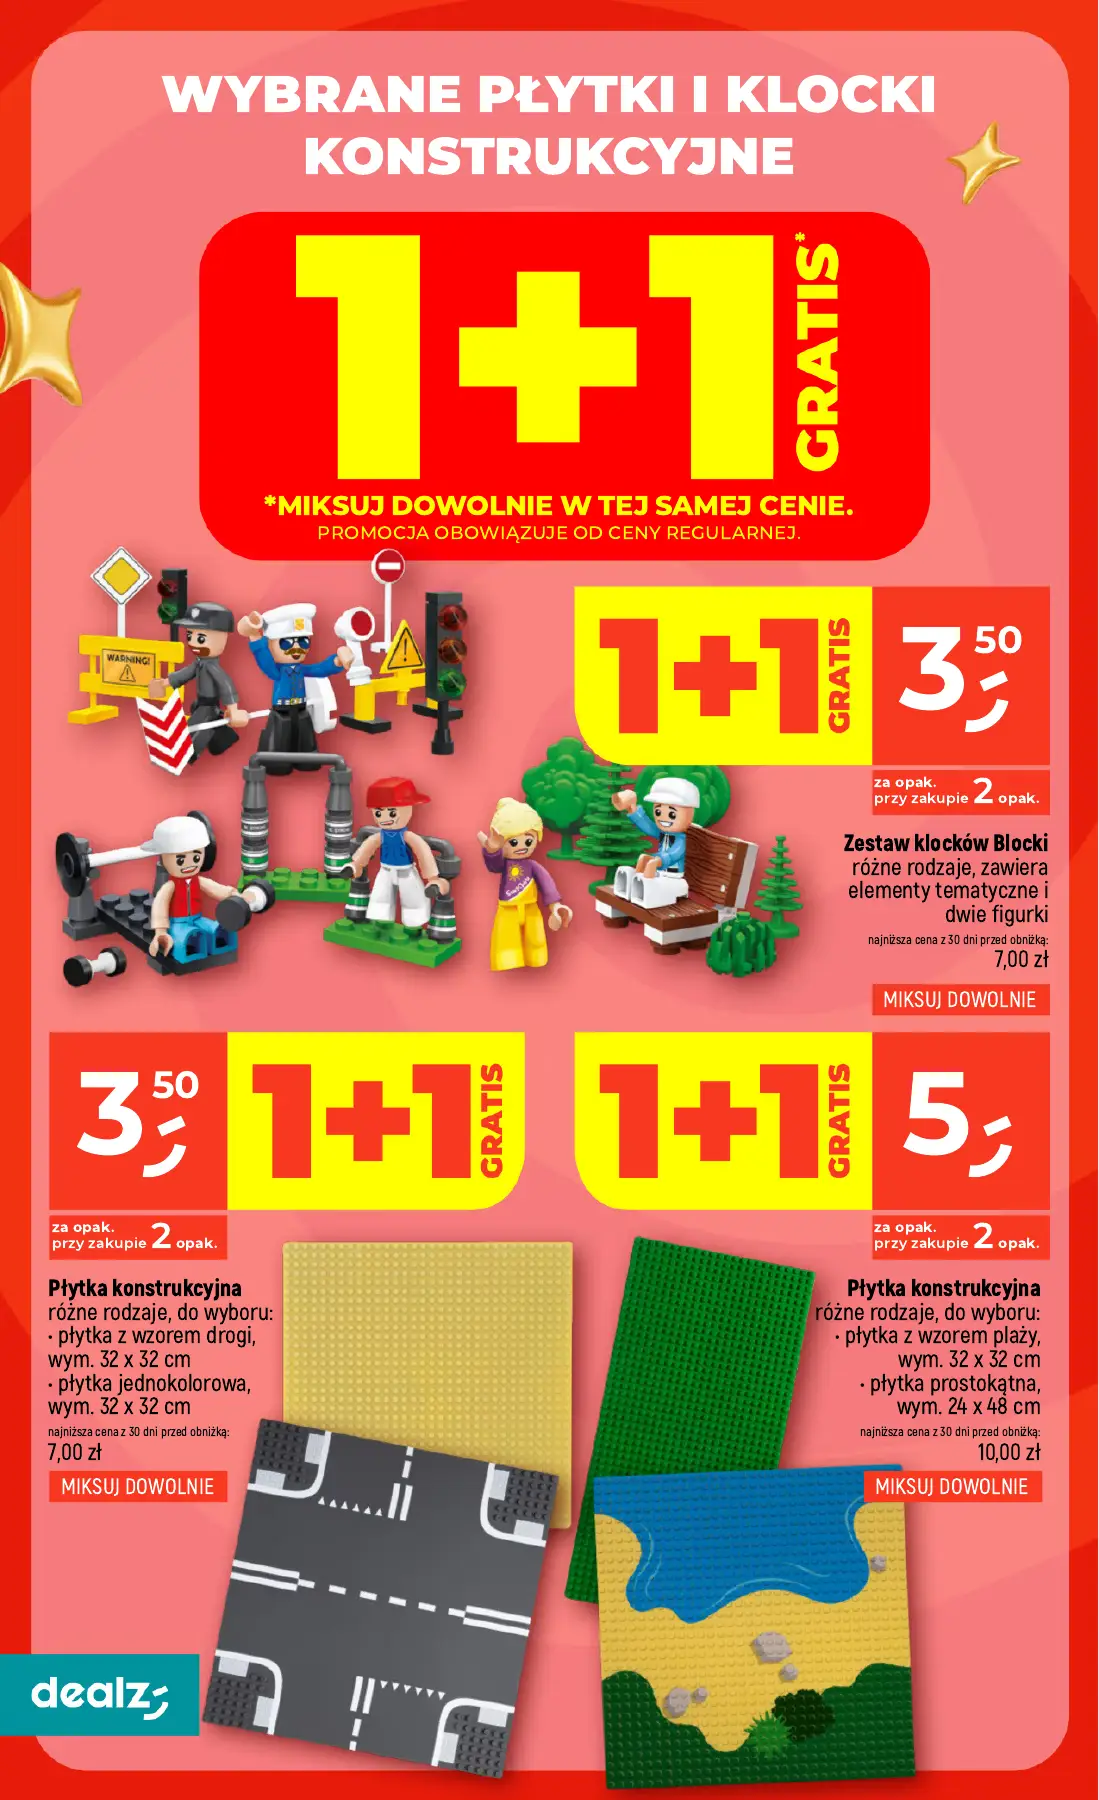 WYBRANE PŁYTKI I KLOCKI
KONSTRUKCYJNE
1+1
GRATIS*
*MIKSUJ DOWOLNIE W TEJ SAMEJ CENIE.
PROMOCJA OBOWIĄZUJE OD CENY REGULARNEJ.
WARNING!
1+1
GRATIS
3,50
za opak.
przy zakupie 2 opak.
Zestaw klocków Blocki
różne rodzaje, zawiera
elementy tematyczne i
dwie figurki
najniższa cena z 30 dni przed obniżką:
7,00 zł
MIKSUJ DOWOLNIE
3,50
1+1
GRATIS
za opak.
przy zakupie 2 opak.
Płytka konstrukcyjna
różne rodzaje, do wyboru:
· płytka z wzorem drogi,
wym. 32 x 32 cm
· płytka jednokolorowa,
wym. 32 x 32 cm
najniższa cena z 30 dni przed obniżką:
7,00 zł
MIKSUJ DOWOLNIE
1+1
GRATIS
5,-
za opak.
przy zakupie 2 opak.
Płytka konstrukcyjna
różne rodzaje, do wyboru:
· płytka z wzorem plaży,
wym. 32 x 32 cm
· płytka prostokątna,
wym. 24 x 48 cm
najniższa cena z 30 dni przed obniżką:
10,00 zł
MIKSUJ DOWOLNIE
dealz